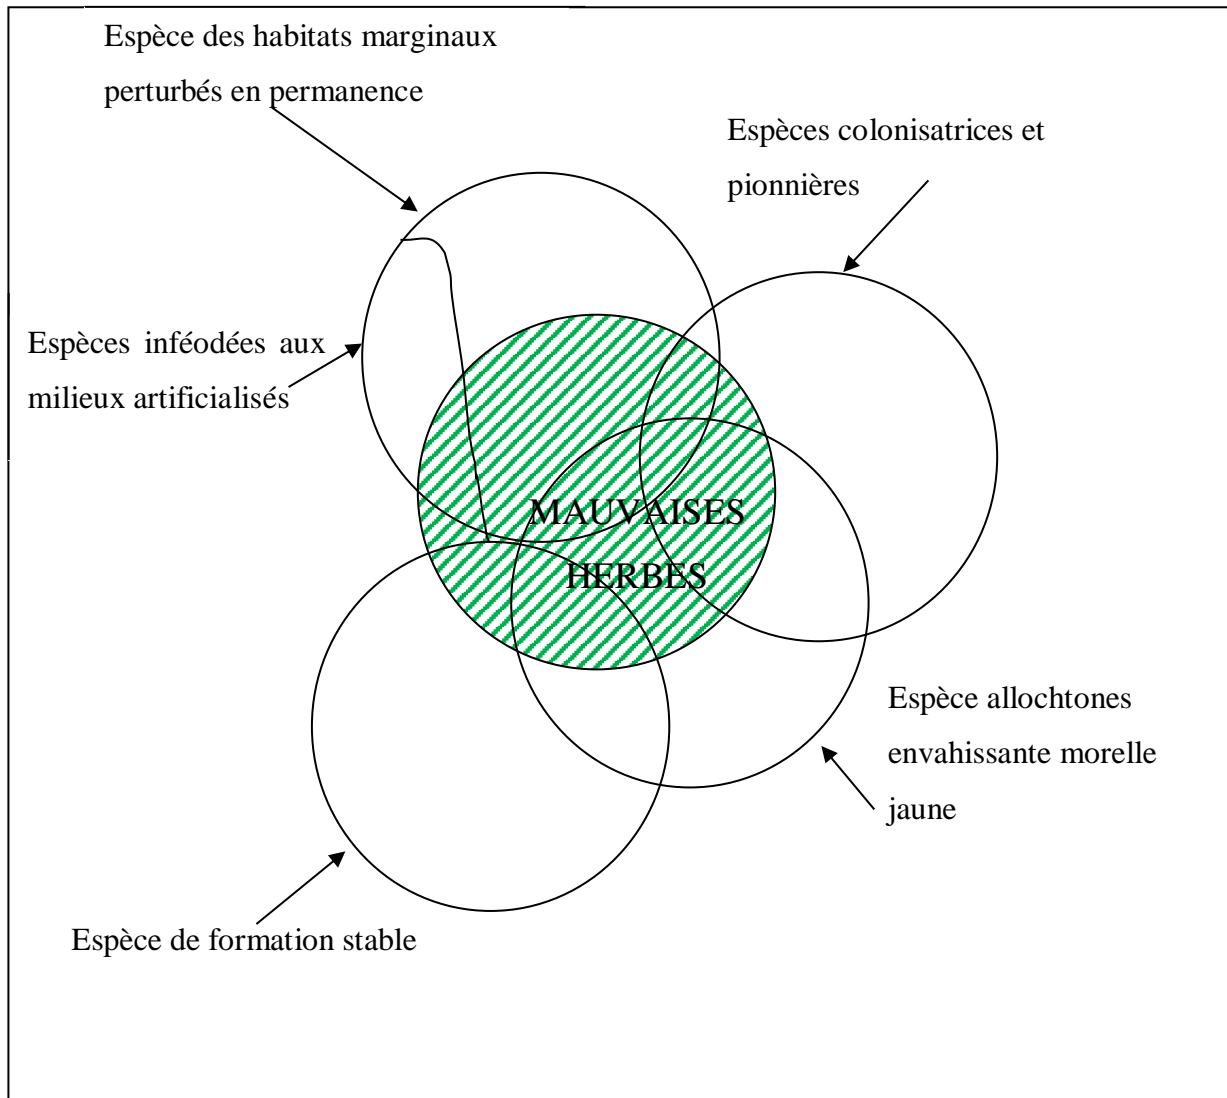 Espèce des habitats marginaux
perturbés en permanence
Espèces colonisatrices et
pionnières
Espèces inféodées aux
milieux artificialisés
MAUVAISES
HERBES
Espèce allochtones
envahissante morelle
jaune
Espèce de formation stable